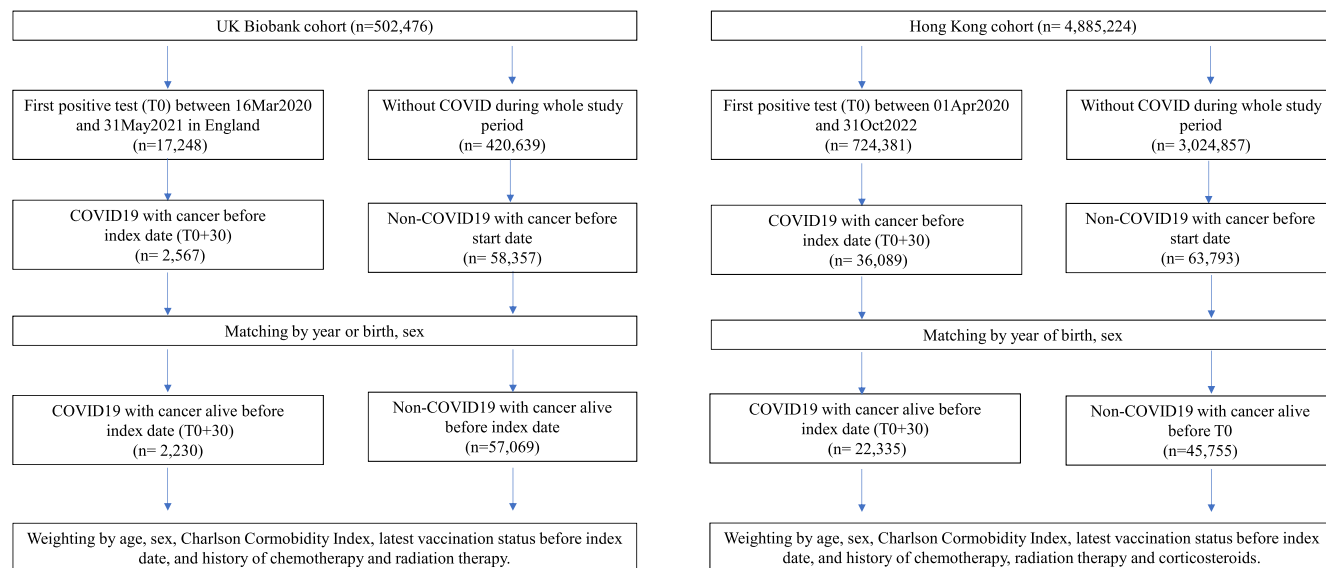 UK Biobank cohort (n=502,476)
First positive test (T0) between 16Mar2020
and 31May2021 in England
(n=17,248)
Without COVID during whole study
period
(n= 420,639)
COVID19 with cancer before
index date (T0+30)
(n= 2,567)
Non-COVID19 with cancer before
start date
(n= 58,357)
Matching by year or birth, sex
COVID19 with cancer alive before
index date (T0+30)
(n= 2,230)
Non-COVID19 with cancer alive
before index date
(n=57,069)
Weighting by age, sex, Charlson Cormobidity Index, latest vaccination status before index
date, and history of chemotherapy and radiation therapy.
Hong Kong cohort (n= 4,885,224)
First positive test (T0) between 01Apr2020
and 31Oct2022
(n= 724,381)
Without COVID during whole study
period
(n= 3,024,857)
COVID19 with cancer before
index date (T0+30)
(n= 36,089)
Non-COVID19 with cancer before
start date
(n= 63,793)
Matching by year of birth, sex
COVID19 with cancer alive before
index date (T0+30)
(n= 22,335)
Non-COVID19 with cancer alive
before T0
(n=45,755)
Weighting by age, sex, Charlson Cormobidity Index, latest vaccination status before index
date, and history of chemotherapy, radiation therapy and corticosteroids.